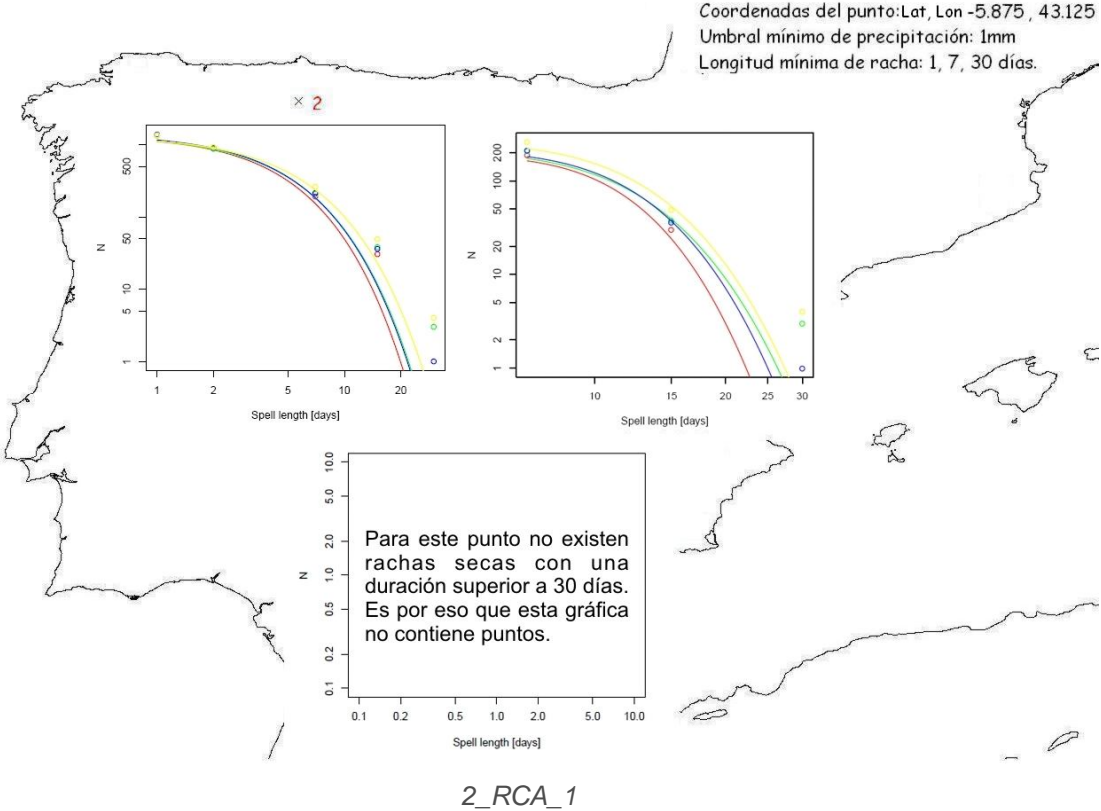 Coordenadas del punto:Lat, Lon -5.875 , 43.125
Umbral mínimo de precipitación: 1mm
Longitud mínima de racha: 1, 7, 30 días.
× 2
500
50
10
5
1
N
1 2 5 10 20
Spell length [days]
200
100
50
20
10
5
2
1
N
10 15 20 25 30
Spell length [days]
10.0
5.0
2.0
1.0
0.5
0.2
0.1
N
Para este punto no existen
rachas secas con una
duración superior a 30 días.
Es por eso que esta gráfica
no contiene puntos.
0.1 0.2 0.5 1.0 2.0 5.0 10.0
Spell length [days]
2_RCA_1